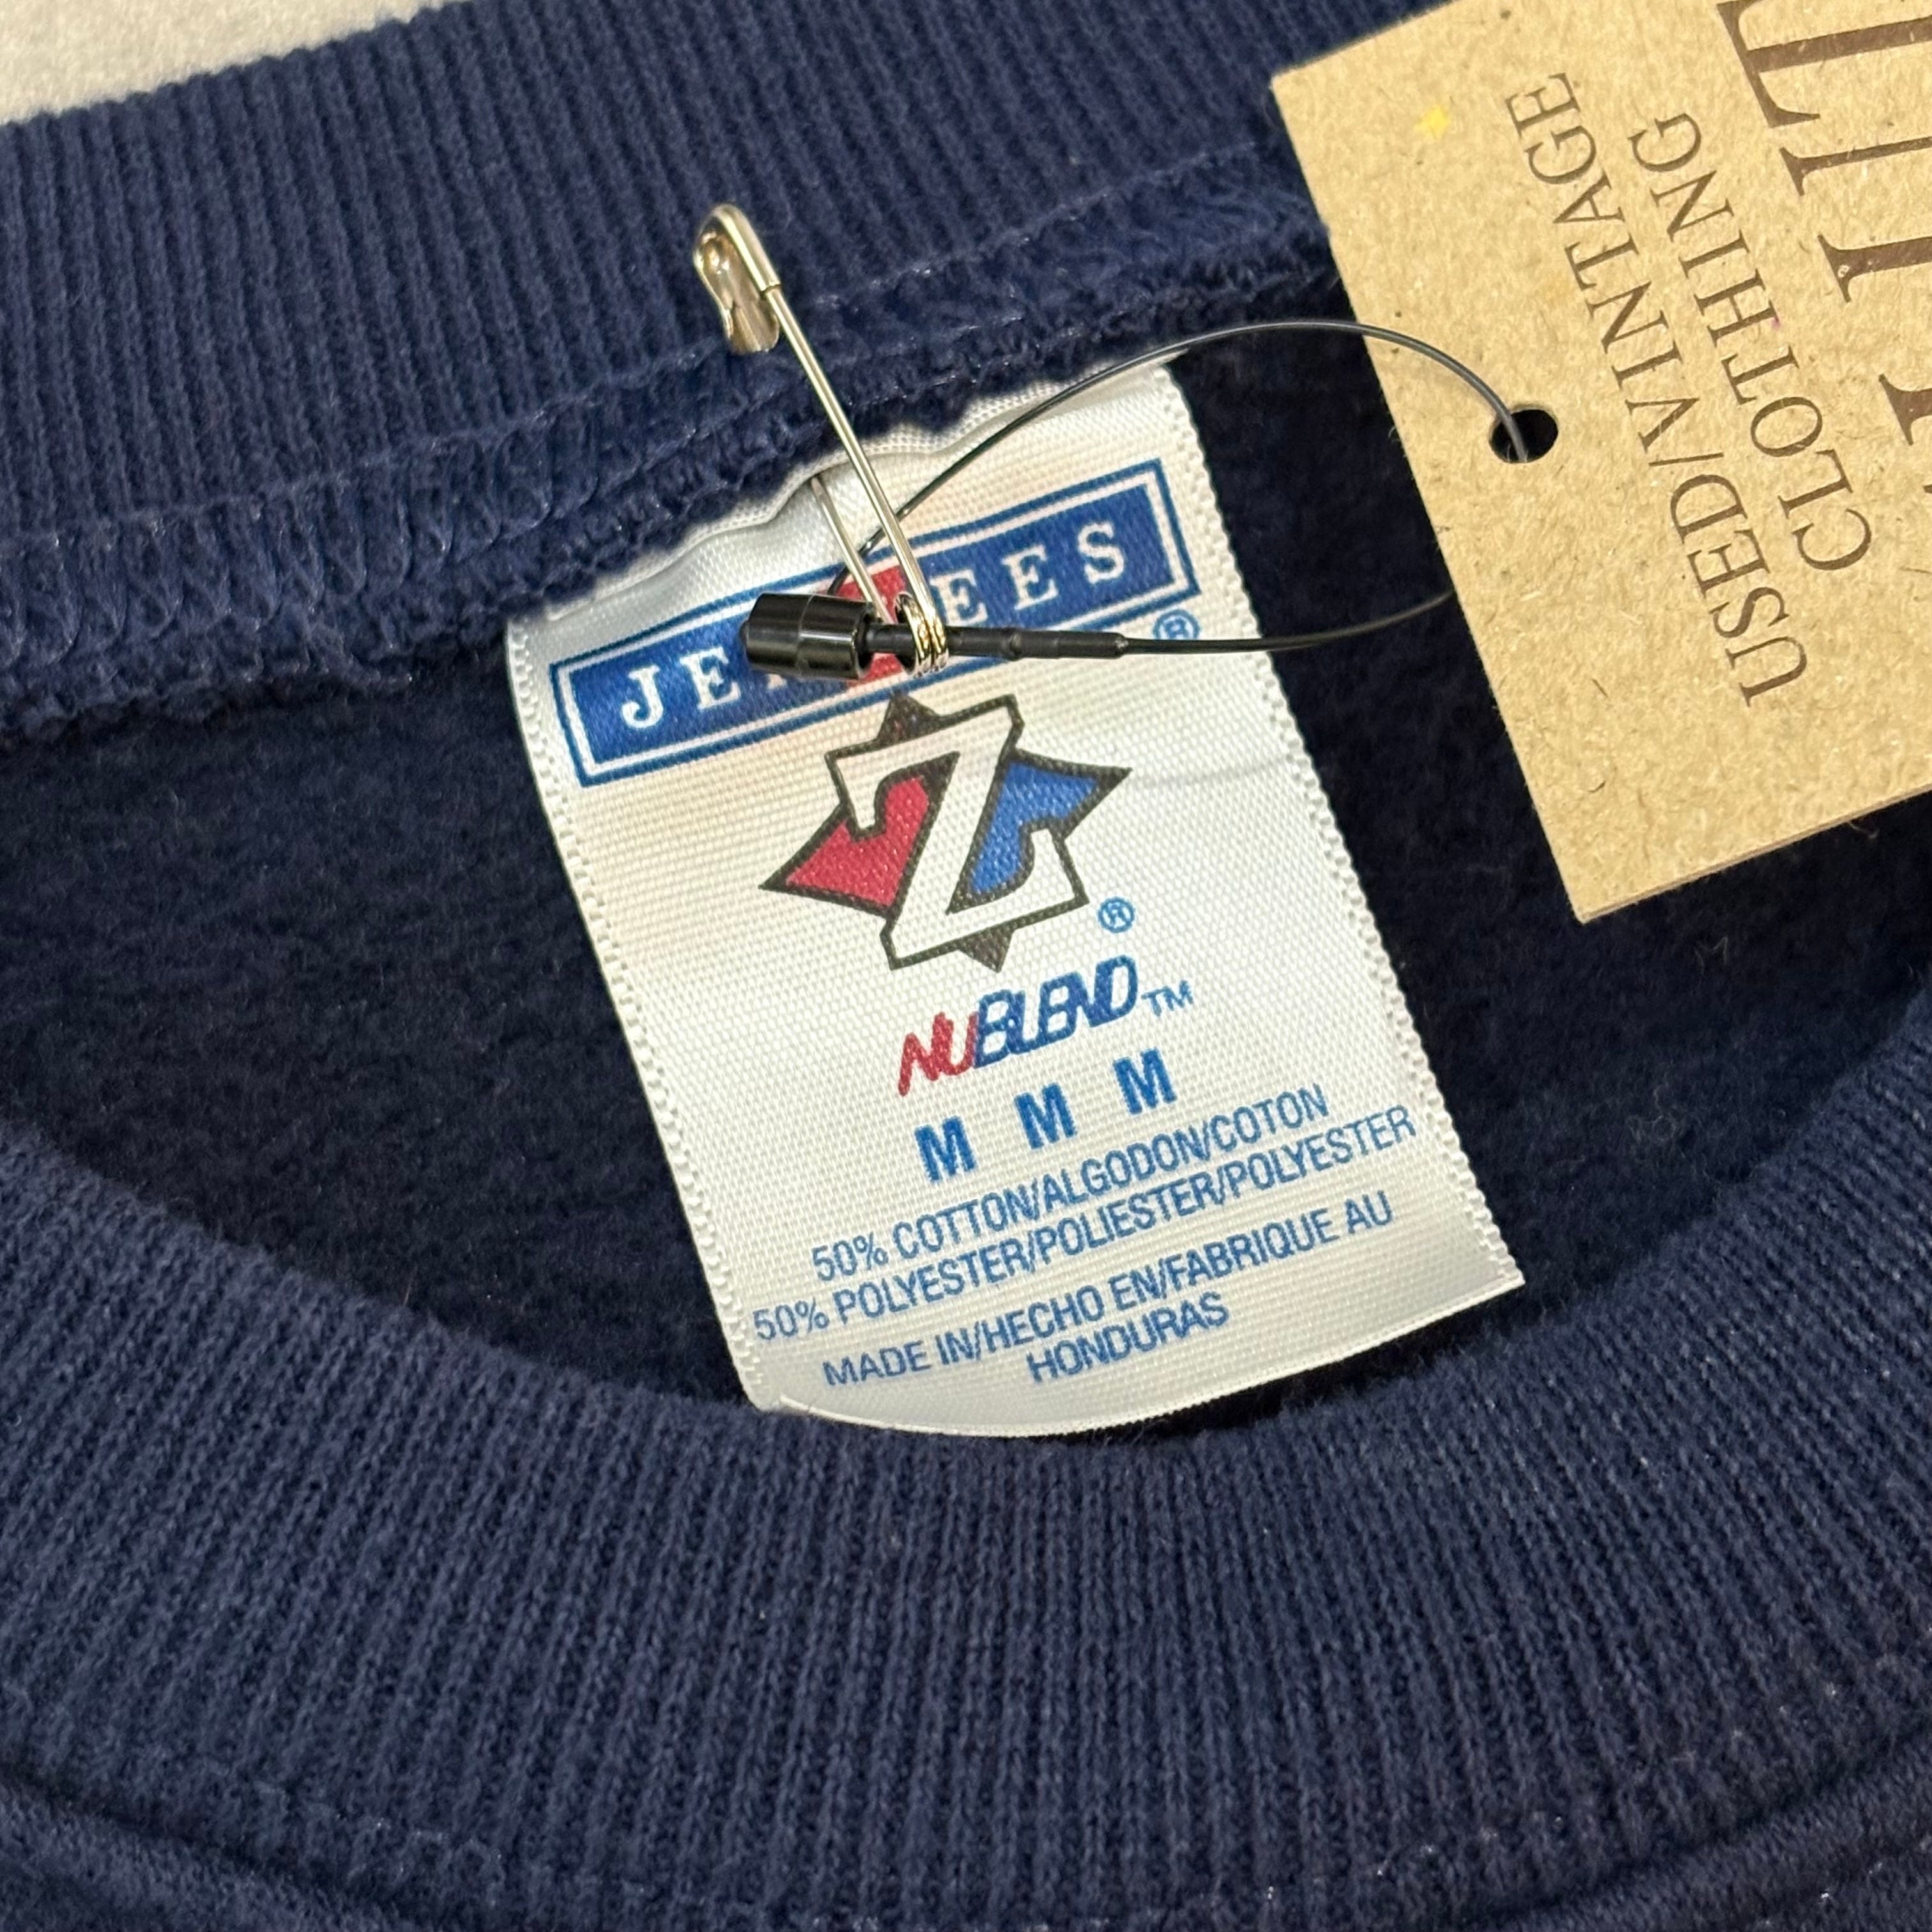 JE EES ®
Z ®
NUBLEND™
M M M
50% COTTON/ALGODON/COTON
50% POLYESTER/POLIESTER/POLYESTER
MADE IN/HECHO EN/FABRIQUE AU
HONDURAS
USED/VINTAGE
CLOTHING